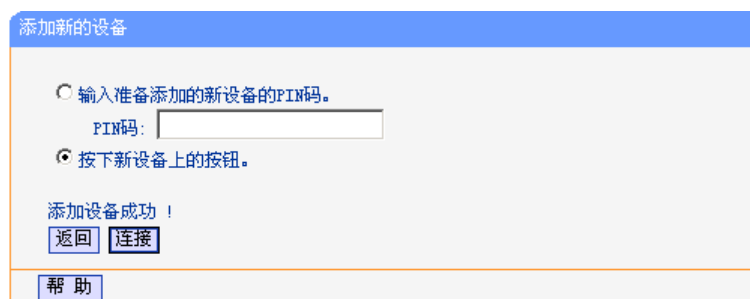 添加新的设备
输入准备添加的新设备的PIN码。
PIN码:
按下新设备上的按钮。
添加设备成功 !
返回 连接
帮 助